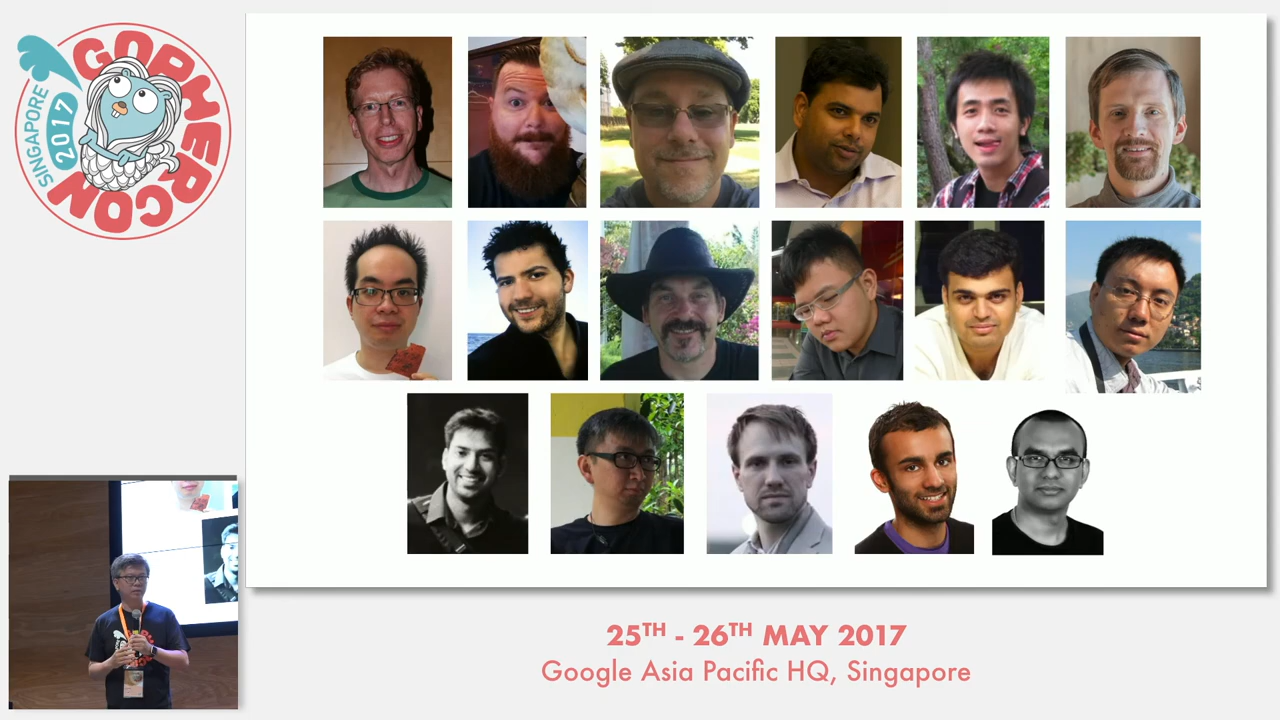 GOPHERCON
SINGAPORE
2017
25TH - 26TH MAY 2017
Google Asia Pacific HQ, Singapore